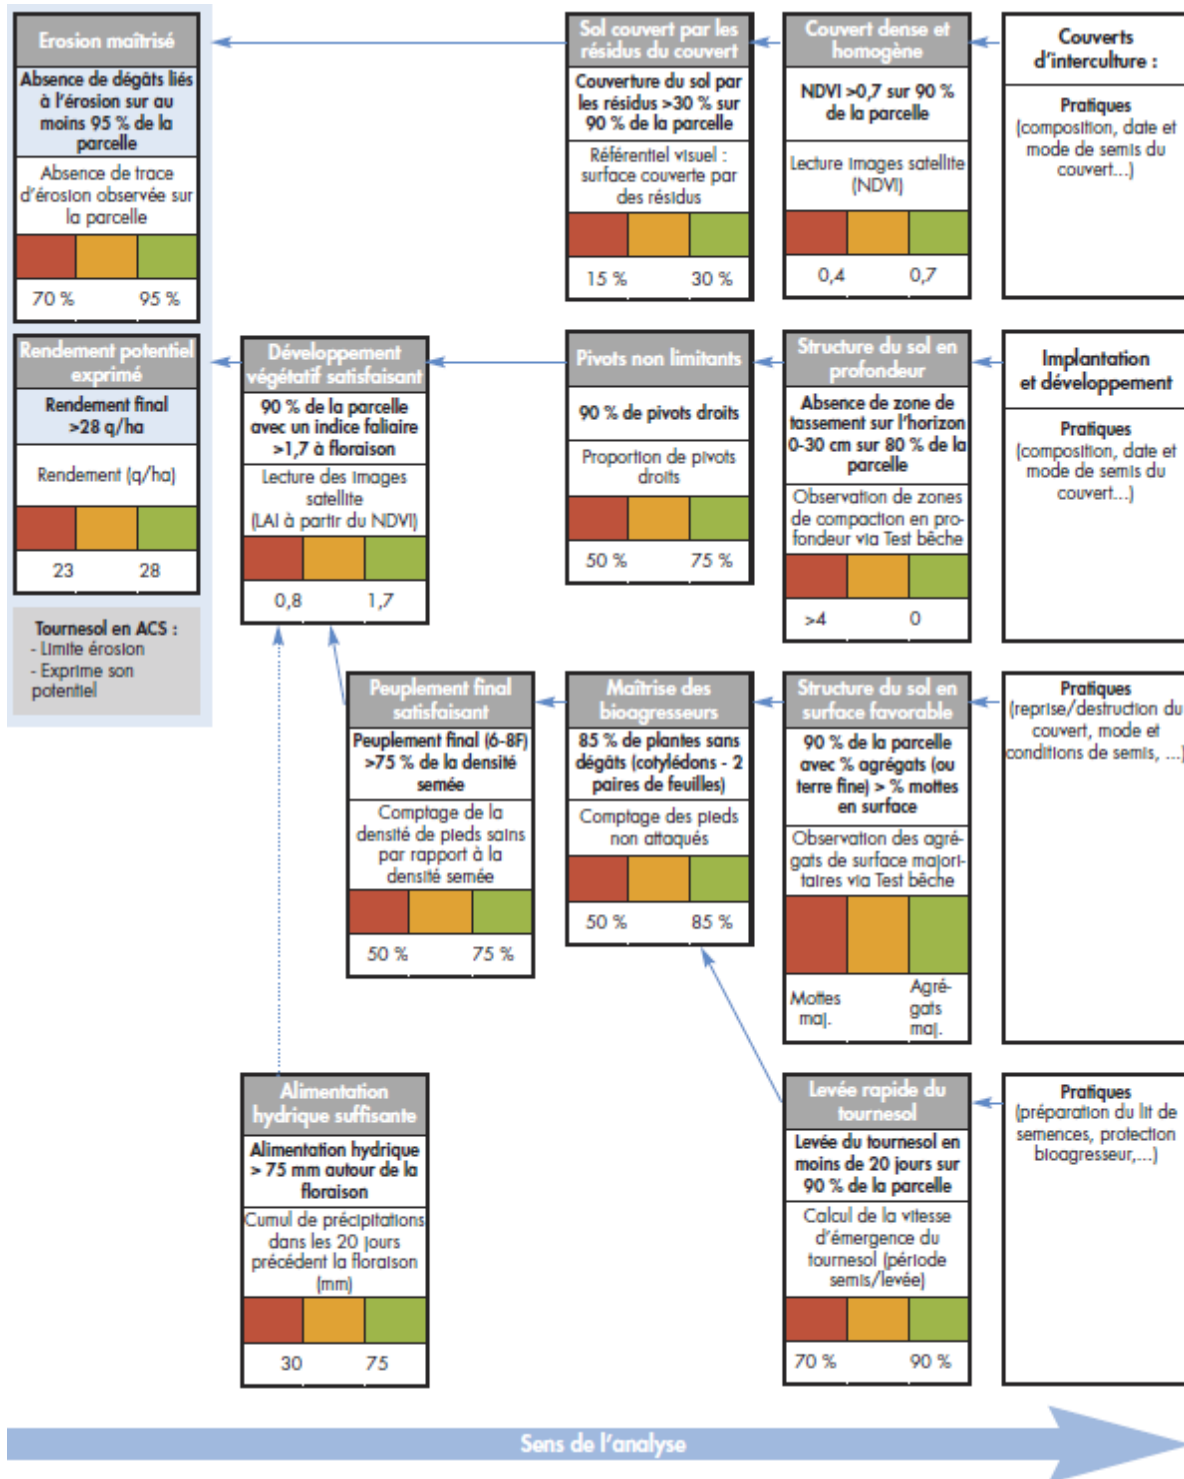 Erosion maîtrisé
Absence de dégâts liés
à l'érosion sur au
moins 95 % de la
parcelle
Absence de trace
d'érosion observée sur
la parcelle
70 % 95 %
Sol couvert par les
résidus du couvert
Couverture du sol par
les résidus >30 % sur
90 % de la parcelle
Référentiel visuel :
surface couverte par
des résidus
15 % 30 %
Couvert dense et
homogène
NDVI >0,7 sur 90 %
de la parcelle
Lecture images satellite
(NDVI)
0,4 0,7
Couverts
d'interculture :
Pratiques
(composition, date et
mode de semis du
couvert...)
Rendement potentiel
exprimé
Rendement final
>28 q/ha
Rendement (q/ha)
23 28
Développement
végétatif satisfaisant
90 % de la parcelle
avec un indice faliaire
>1,7 à floraison
Lecture des images
satellite
(LAI à partir du NDVI)
0,8 1,7
Pivots non limitants
90 % de pivots droits
Proportion de pivots
droits
50 % 75 %
Structure du sol en
profondeur
Absence de zone de
tassement sur l'horizon
0-30 cm sur 80 % de la
parcelle
Observation de zones
de compaction en pro-
fondeur via Test bêche
>4 0
Implantation
et développement
Pratiques
(composition, date et
mode de semis du
couvert...)
Tournesol en ACS :
- Limite érosion
- Exprime son
potentiel
Peuplement final
satisfaisant
Peuplement final (6-8F)
>75 % de la densité
semée
Comptage de la
densité de pieds sains
par rapport à la
densité semée
50 % 75 %
Maîtrise des
bioagresseurs
85 % de plantes sans
dégâts (cotylédons - 2
paires de feuilles)
Comptage des pieds
non attaqués
50 % 85 %
Structure du sol en
surface favorable
90 % de la parcelle
avec % agrégats (ou
terre fine) > % mottes
en surface
Observation des agré-
gats de surface majori-
taires via Test bêche
Mottes
maj.
Agré-
gats
maj.
Pratiques
(reprise/destruction du
couvert, mode et
conditions de semis, ...)
Alimentation
hydrique suffisante
Alimentation hydrique
> 75 mm autour de la
floraison
Cumul de précipitations
dans les 20 jours
précédent la floraison
(mm)
30 75
Levée rapide du
tournesol
Levée du tournesol en
moins de 20 jours sur
90 % de la parcelle
Calcul de la vitesse
d'émergence du
tournesol (période
semis/levée)
70 % 90 %
Pratiques
(préparation du lit de
semences, protection
bioagresseur,...)
Sens de l'analyse